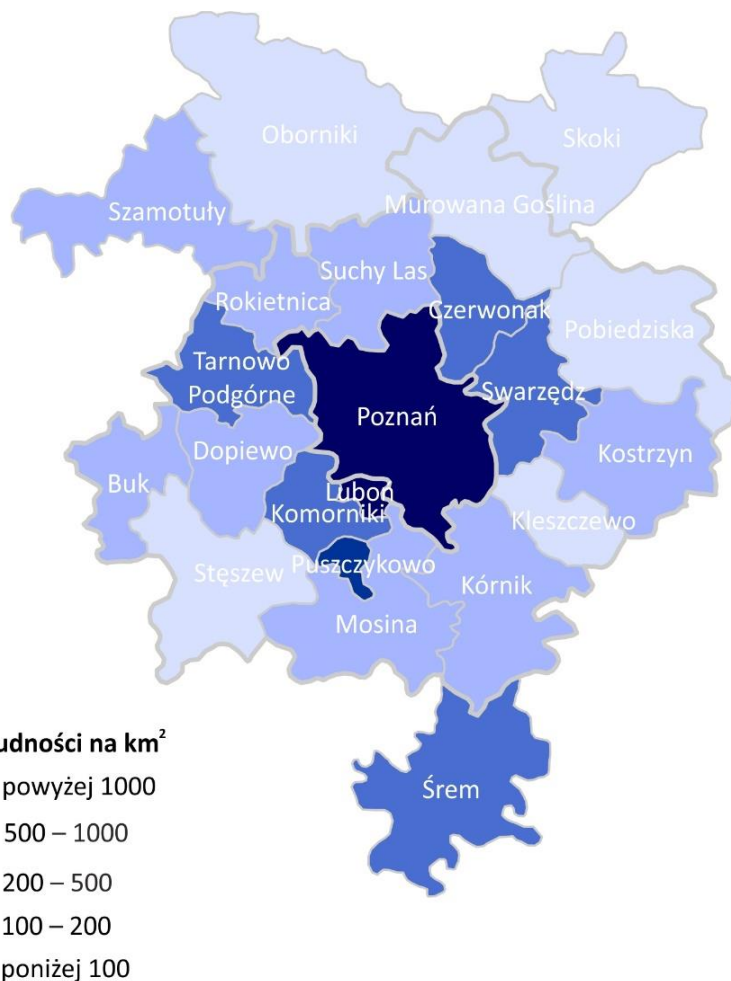 Oborniki
Skoki
Szamotuły
Murowana Goślina
Suchy Las
Rokietnica
Czerwonak
Pobiedziska
Tarnowo
Podgórne
Swarzędz
Poznań
Dopiewo
Kostrzyn
Buk
Luboń
Komorniki
Kleszczewo
Stęszew
Puszczykowo
Kórnik
Mosina
udności na km²
powyżej 1000
Śrem
500 – 1000
200 – 500
100 – 200
poniżej 100